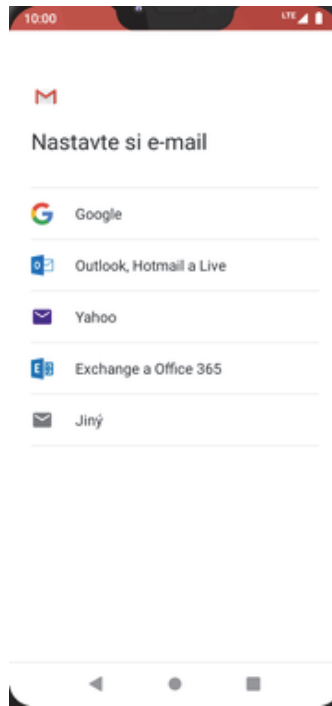 10:00
LTE
Nastavte si e-mail
Google
Outlook, Hotmail a Live
Yahoo
Exchange a Office 365
Jiný